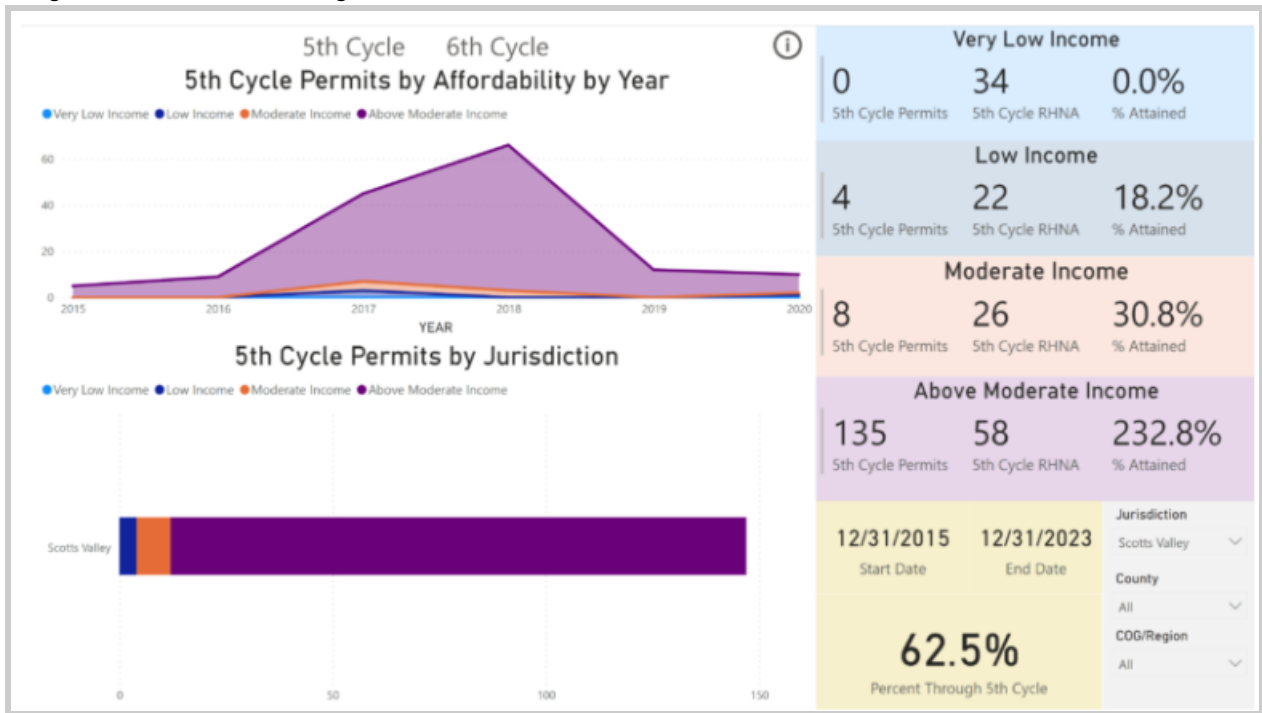 5th Cycle 6th Cycle
5th Cycle Permits by Affordability by Year
Very Low Income Low Income Moderate Income Above Moderate Income
60
40
20
0
2015 2016 2017 2018 2019 2020
YEAR
5th Cycle Permits by Jurisdiction
Very Low Income Low Income Moderate Income Above Moderate Income
Scotts Valley
0 50 100 150
Very Low Income
0 34 0.0%
5th Cycle Permits 5th Cycle RHNA % Attained
Low Income
4 22 18.2%
5th Cycle Permits 5th Cycle RHNA % Attained
Moderate Income
8 26 30.8%
5th Cycle Permits 5th Cycle RHNA % Attained
Above Moderate Income
135 58 232.8%
5th Cycle Permits 5th Cycle RHNA % Attained
12/31/2015 12/31/2023
Start Date End Date
62.5%
Percent Through 5th Cycle
Jurisdiction
Scotts Valley
County
All
COG/Region
All